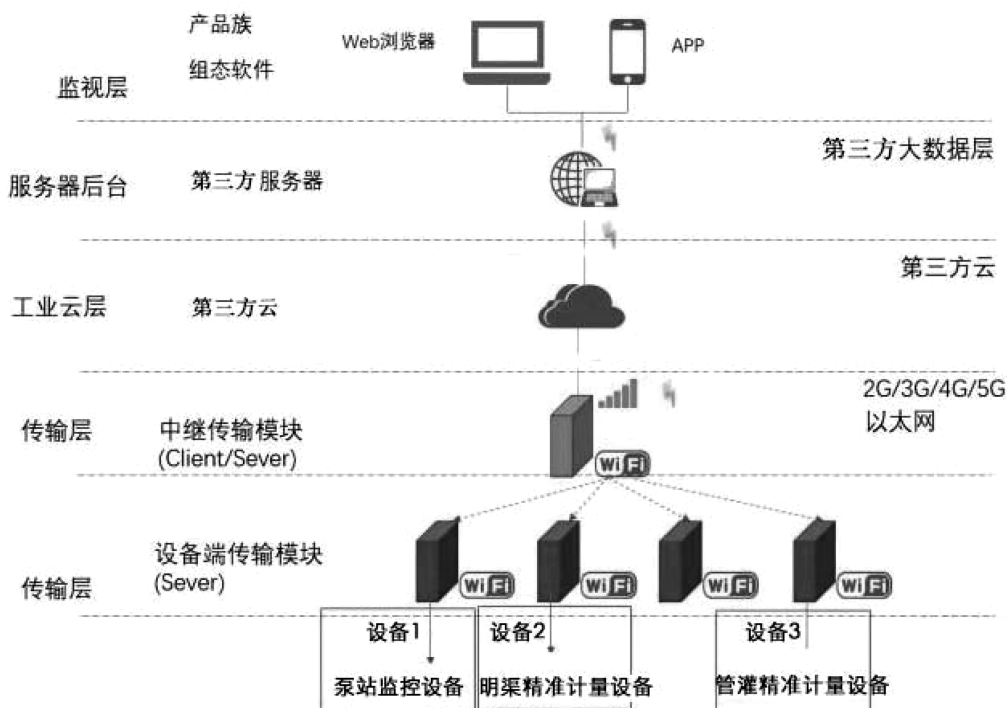 产品族
Web浏览器
APP
组态软件
监视层
第三方大数据层
服务器后台
第三方服务器
第三方云
工业云层
第三方云
2G/3G/4G/5G
以太网
传输层
中继传输模块
(Client/Sever)
WiFi
设备端传输模块
(Sever)
传输层
WiFi
WiFi
WiFi
WiFi
设备1
设备2
设备3
泵站监控设备
明渠精准计量设备
管灌精准计量设备